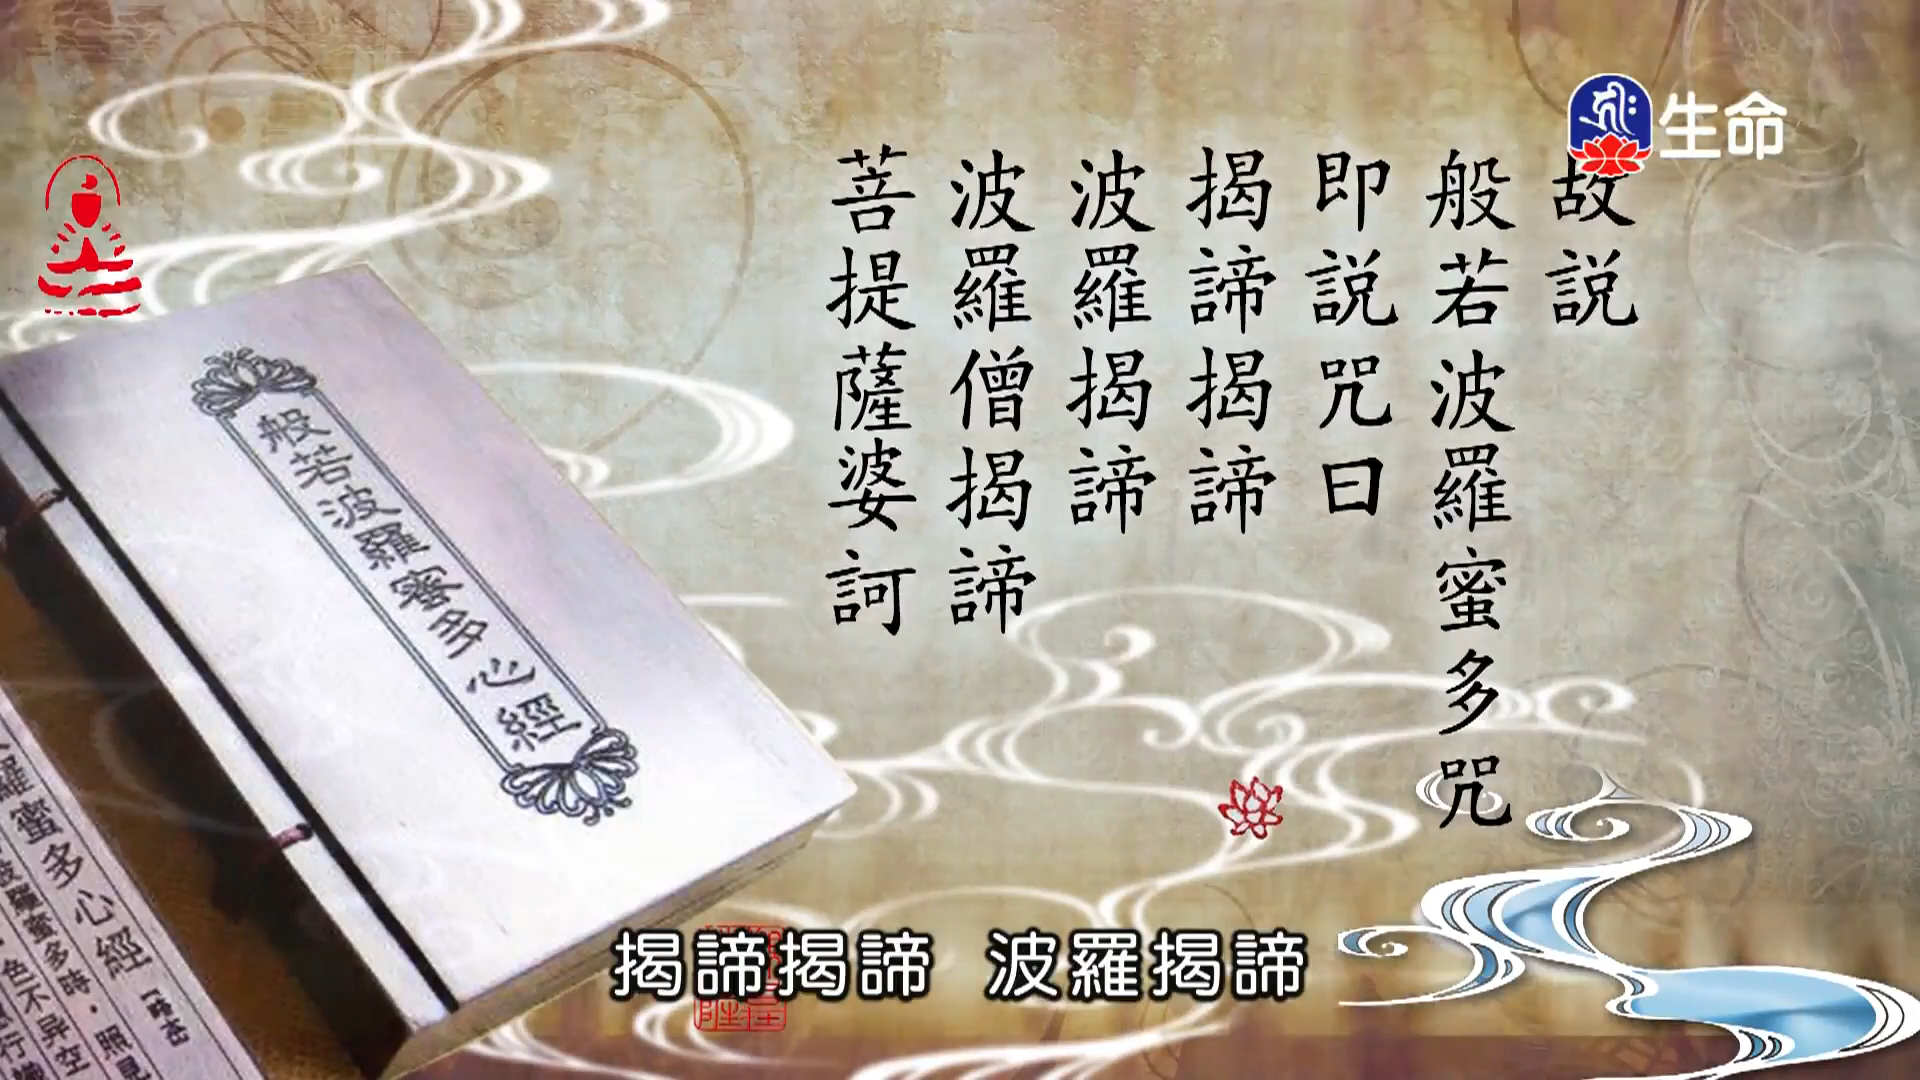 生命
故説
般若波羅蜜多咒
即説咒曰
揭諦揭諦
波羅揭諦
波羅僧揭諦
菩提薩婆訶
般若波羅蜜多心經
羅蜜多心經
揭諦揭諦 波羅揭諦